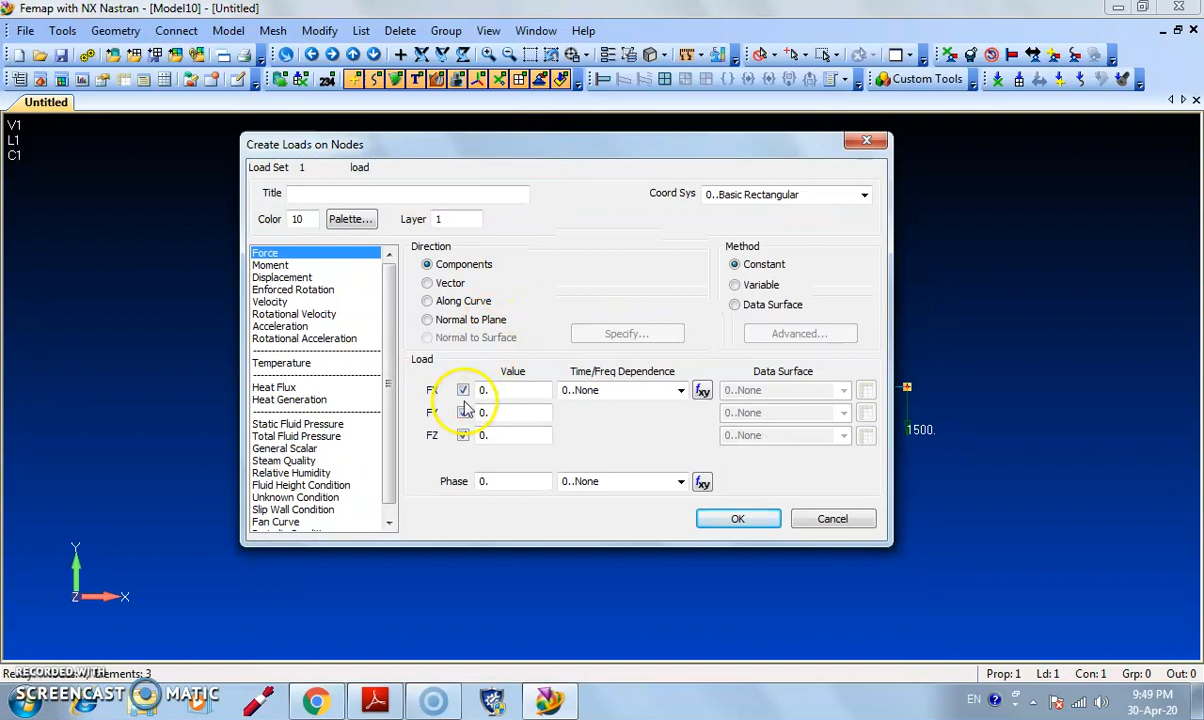 Femap with NX Nastran - [Model10] - [Untitled]
File Tools Geometry Connect Model Mesh Modify List Delete Group View Window Help
234 Custom Tools
Untitled
V1
L1
C1
Create Loads on Nodes
Load Set 1 load
Title Coord Sys 0..Basic Rectangular
Color 10 Palette... Layer 1
Force
Moment
Displacement
Enforced Rotation
Velocity
Rotational Velocity
Acceleration
Rotational Acceleration
Temperature
Heat Flux
Heat Generation
Static Fluid Pressure
Total Fluid Pressure
General Scalar
Steam Quality
Relative Humidity
Fluid Height Condition
Unknown Condition
Slip Wall Condition
Fan Curve
Direction
Components
Vector
Along Curve
Normal to Plane
Normal to Surface
Specify...
Method
Constant
Variable
Data Surface
Advanced...
Load
Value Time/Freq Dependence Data Surface
FX 0. 0..None fxy 0..None
FY 0. 0..None
FZ 0. 0..None
Phase 0. 0..None fxy
OK Cancel
1500.
Y
Z X
Elements: 3 Prop: 1 Ld: 1 Con: 1 Grp: 0 Out: 0
RECORDED WITH
SCREENCAST MATIC
EN 9:49 PM
30-Apr-20